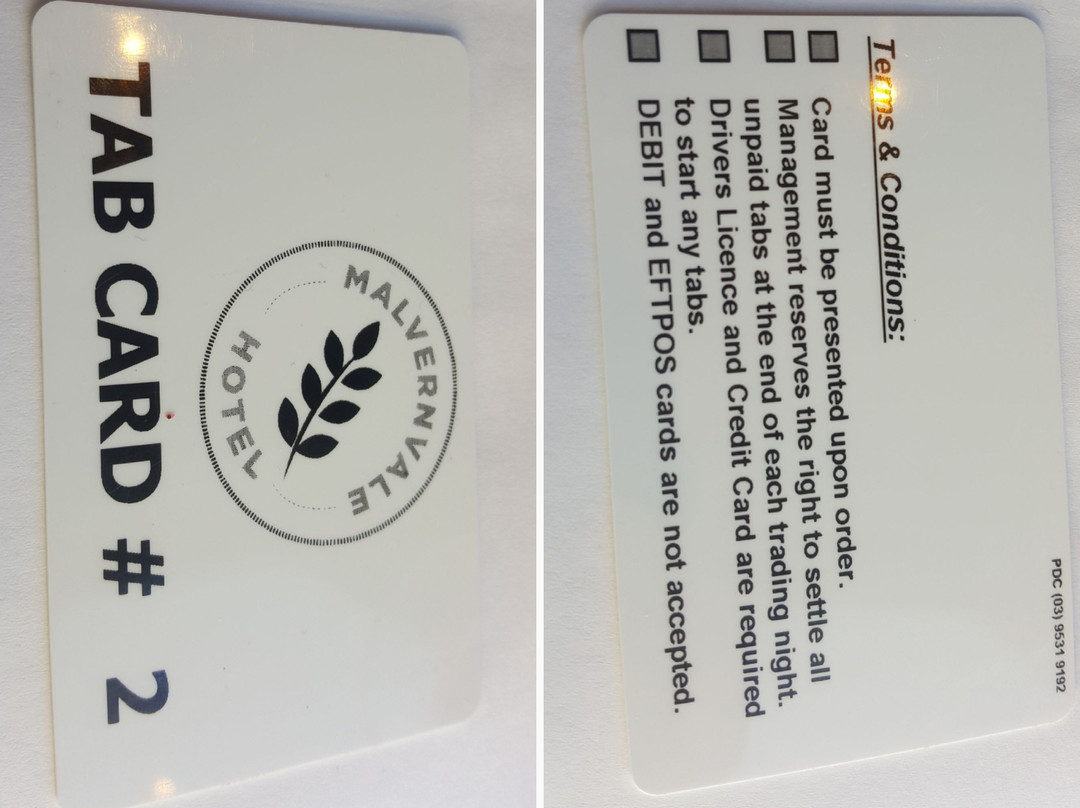 MALVERNVALE
HOTEL
TAB CARD # 2
PDC (03) 9531 9192
Terms & Conditions:
Card must be presented upon order.
Management reserves the right to settle all
unpaid tabs at the end of each trading night.
Drivers Licence and Credit Card are required
to start any tabs.
DEBIT and EFTPOS cards are not accepted.